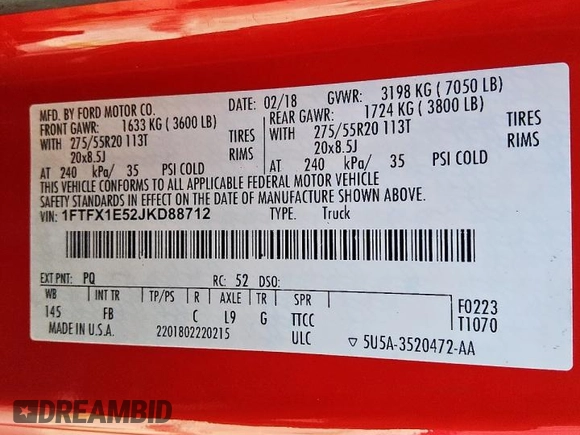 MFD. BY FORD MOTOR CO. DATE: 02/18 GVWR: 3198 KG ( 7050 LB)
FRONT GAWR: 1633 KG ( 3600 LB) REAR GAWR: 1724 KG ( 3800 LB)
WITH 275/55R20 113T TIRES WITH 275/55R20 113T TIRES
20x8.5J RIMS 20x8.5J RIMS
AT 240 kPa/ 35 PSI COLD AT 240 kPa/ 35 PSI COLD
THIS VEHICLE CONFORMS TO ALL APPLICABLE FEDERAL MOTOR VEHICLE
SAFETY STANDARDS IN EFFECT ON THE DATE OF MANUFACTURE SHOWN ABOVE.
VIN: 1FTFX1E52JKD88712 TYPE: Truck
EXT PNT: PQ RC: 52 DSO:
WB INT TR TP/PS R AXLE TR SPR
145 FB C L9 G TTCC
F0223
T1070
MADE IN U.S.A. 2201802220215 ULC ▽ 5U5A-3520472-AA
DREAMBID